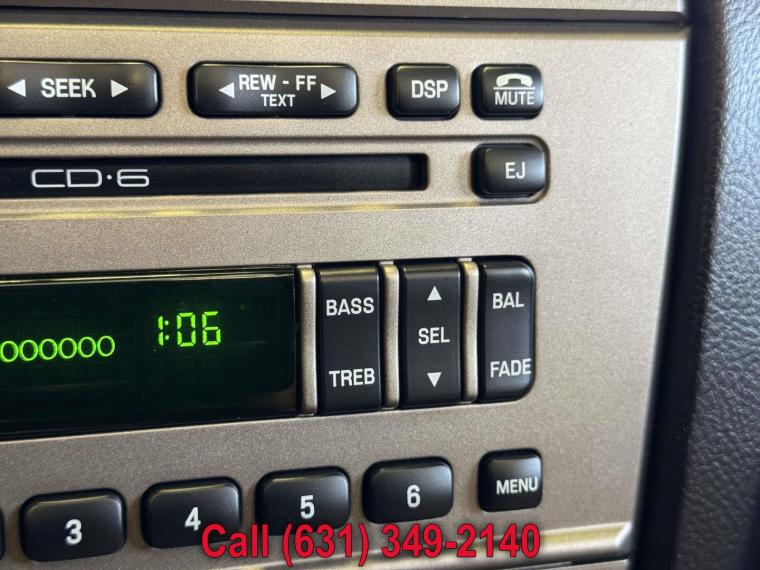 ◀ SEEK ▶
◀ REW - FF ▶
TEXT
DSP
MUTE
CD·6
EJ
000000
1:06
BASS
TREB
▲
SEL
▼
BAL
FADE
3
4
5
6
MENU
Call (631) 349-2140